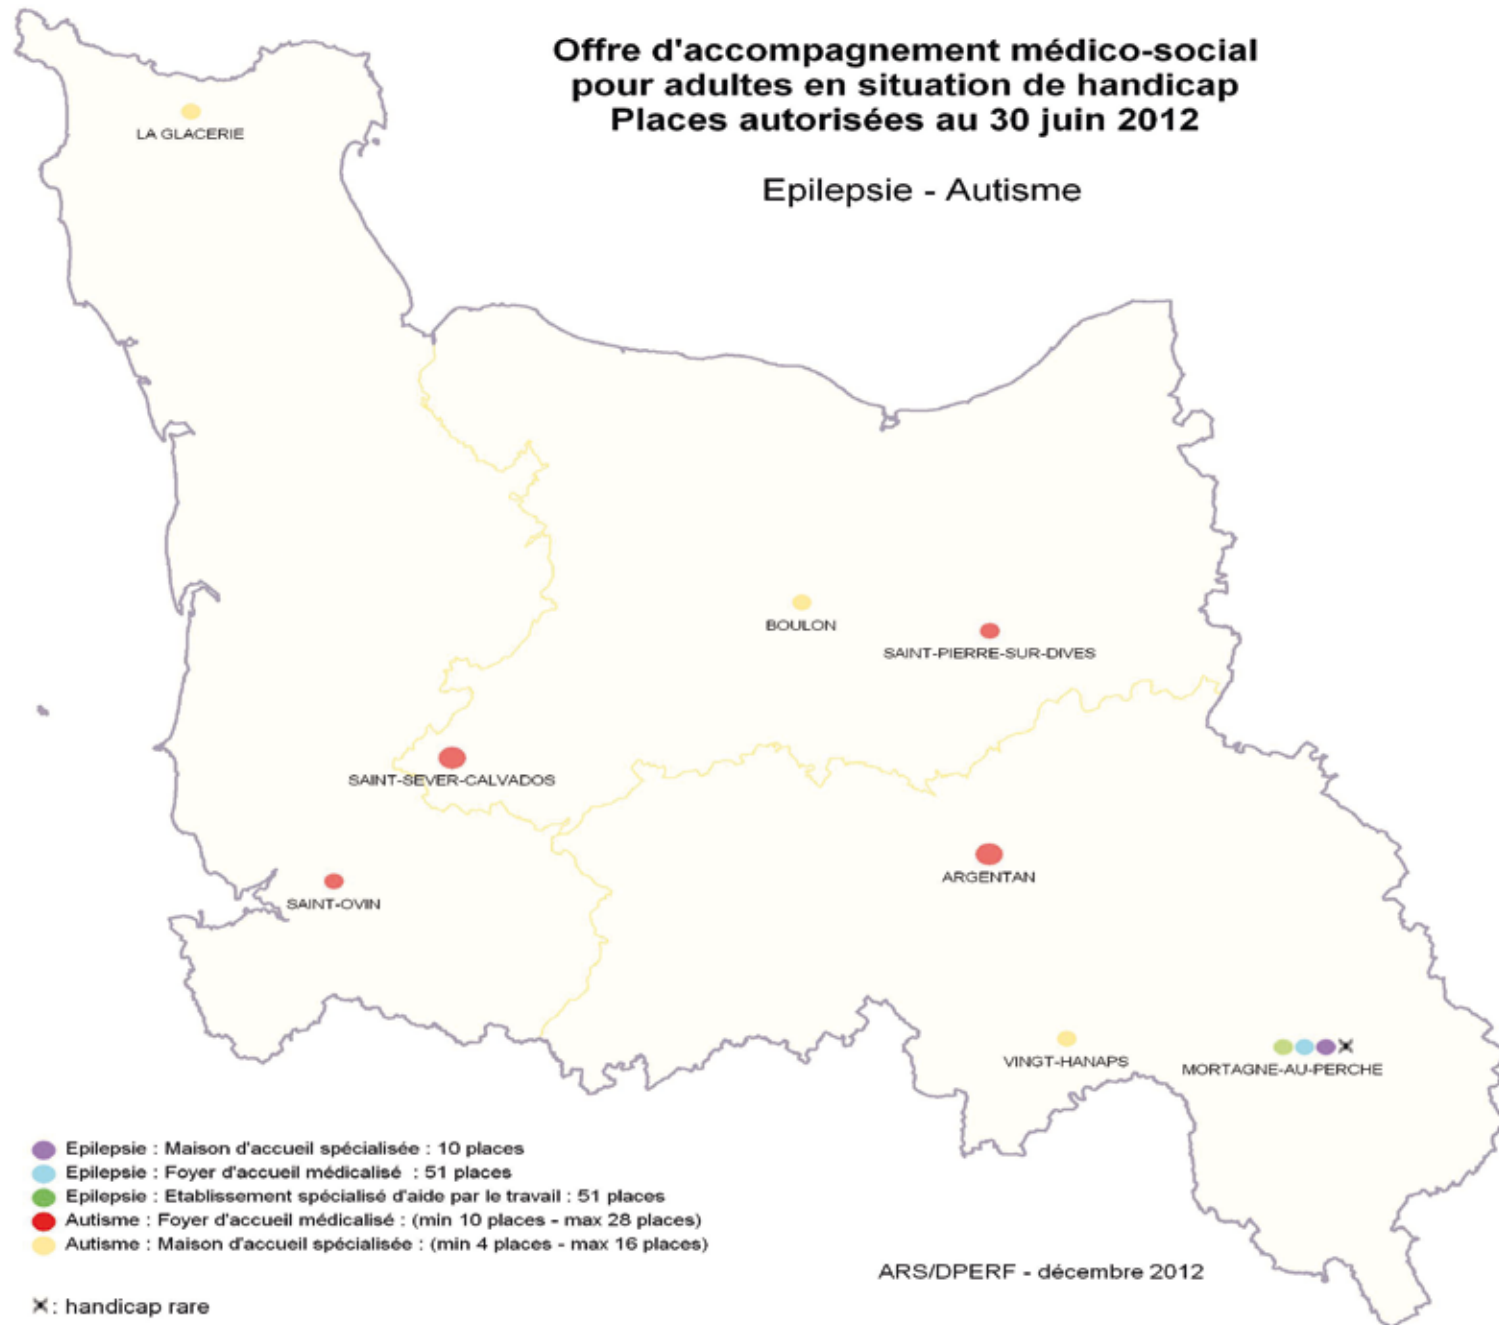 Offre d'accompagnement médico-social
pour adultes en situation de handicap
Places autorisées au 30 juin 2012
Epilepsie - Autisme
LA GLACERIE
BOULON
SAINT-PIERRE-SUR-DIVES
SAINT-SEVER-CALVADOS
ARGENTAN
SAINT-OVIN
VINGT-HANAPS
MORTAGNE-AU-PERCHE
Epilepsie : Maison d'accueil spécialisée : 10 places
Epilepsie : Foyer d'accueil médicalisé : 51 places
Epilepsie : Etablissement spécialisé d'aide par le travail : 51 places
Autisme : Foyer d'accueil médicalisé : (min 10 places - max 28 places)
Autisme : Maison d'accueil spécialisée : (min 4 places - max 16 places)
ARS/DPERF - décembre 2012
: handicap rare